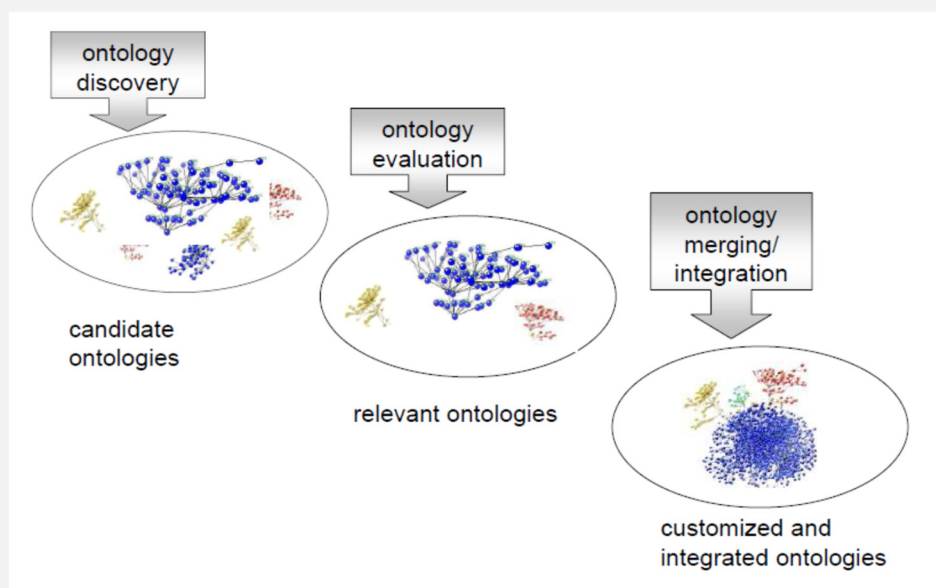 ontology
discovery
ontology
evaluation
ontology
merging/
integration
candidate
ontologies
relevant ontologies
customized and
integrated ontologies